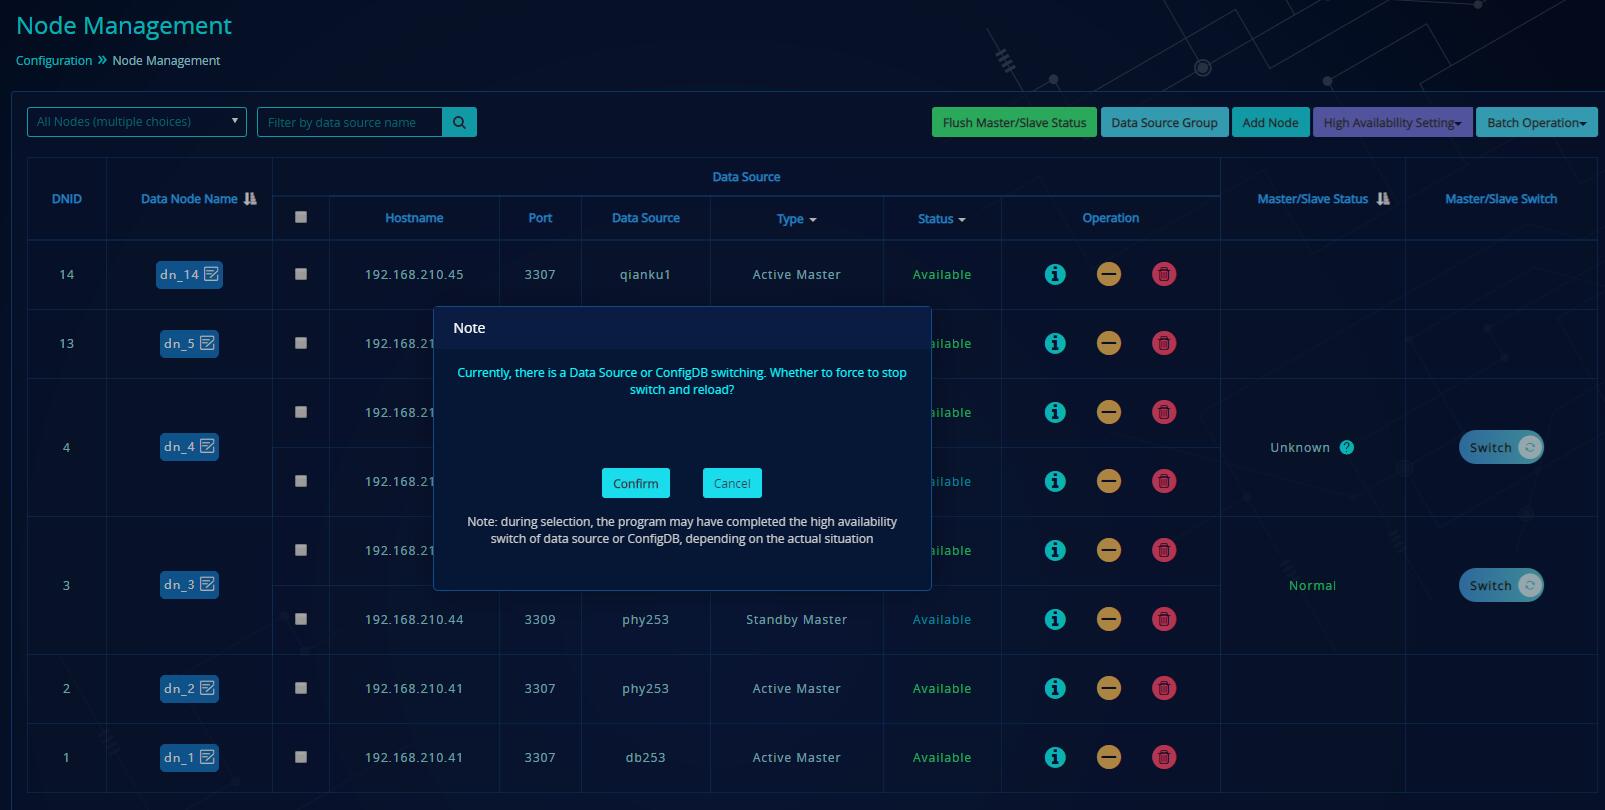 Node Management
Configuration » Node Management
All Nodes (multiple choices)
Filter by data source name
Flush Master/Slave Status
Data Source Group
Add Node
High Availability Setting
Batch Operation
DNID
Data Node Name
Data Source
Master/Slave Status
Master/Slave Switch
Hostname
Port
Data Source
Type
Status
Operation
14
dn_14
192.168.210.45
3307
qianku1
Active Master
Available
13
dn_5
192.168.21
ailable
4
dn_4
192.168.21
ailable
Unknown ?
Switch
192.168.21
ailable
3
dn_3
192.168.21
ailable
Normal
Switch
192.168.210.44
3309
phy253
Standby Master
Available
2
dn_2
192.168.210.41
3307
phy253
Active Master
Available
1
dn_1
192.168.210.41
3307
db253
Active Master
Available
Note
Currently, there is a Data Source or ConfigDB switching. Whether to force to stop
switch and reload?
Confirm
Cancel
Note: during selection, the program may have completed the high availability
switch of data source or ConfigDB, depending on the actual situation